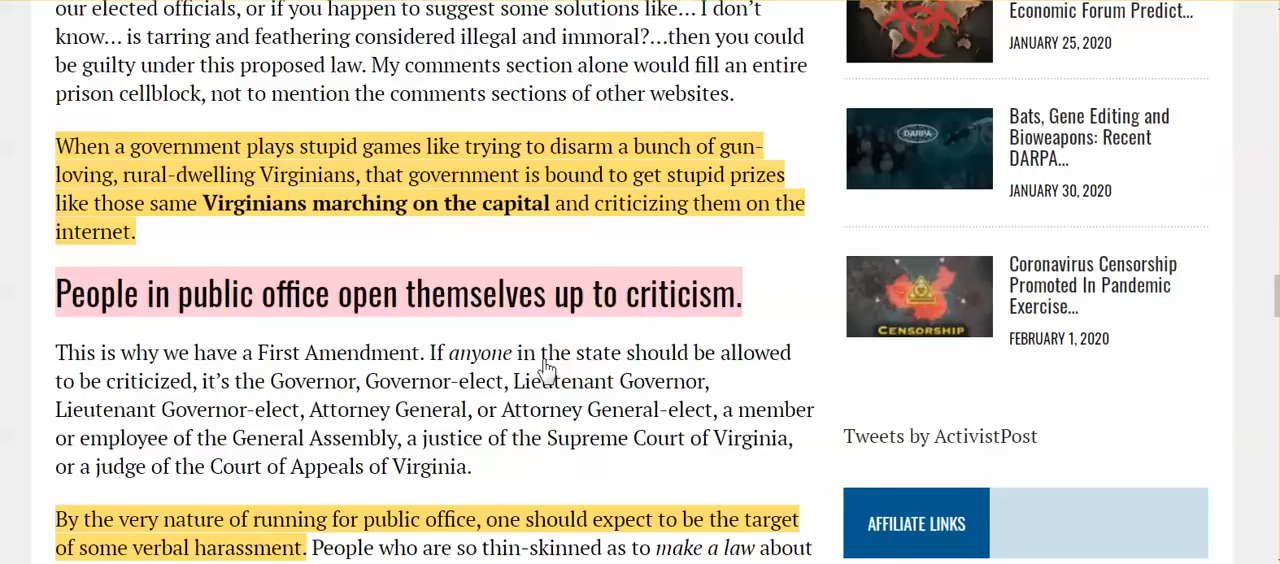 our elected officials, or if you happen to suggest some solutions like… I don’t
know… is tarring and feathering considered illegal and immoral?…then you could
be guilty under this proposed law. My comments section alone would fill an entire
prison cellblock, not to mention the comments sections of other websites.
When a government plays stupid games like trying to disarm a bunch of gun-
loving, rural-dwelling Virginians, that government is bound to get stupid prizes
like those same Virginians marching on the capital and criticizing them on the
internet.
People in public office open themselves up to criticism.
This is why we have a First Amendment. If anyone in the state should be allowed
to be criticized, it’s the Governor, Governor-elect, Lieutenant Governor,
Lieutenant Governor-elect, Attorney General, or Attorney General-elect, a member
or employee of the General Assembly, a justice of the Supreme Court of Virginia,
or a judge of the Court of Appeals of Virginia.
By the very nature of running for public office, one should expect to be the target
of some verbal harassment. People who are so thin-skinned as to make a law about
Economic Forum Predict…
JANUARY 25, 2020
DARPA
Bats, Gene Editing and
Bioweapons: Recent
DARPA…
JANUARY 30, 2020
CENSORSHIP
Coronavirus Censorship
Promoted In Pandemic
Exercise…
FEBRUARY 1, 2020
Tweets by ActivistPost
AFFILIATE LINKS